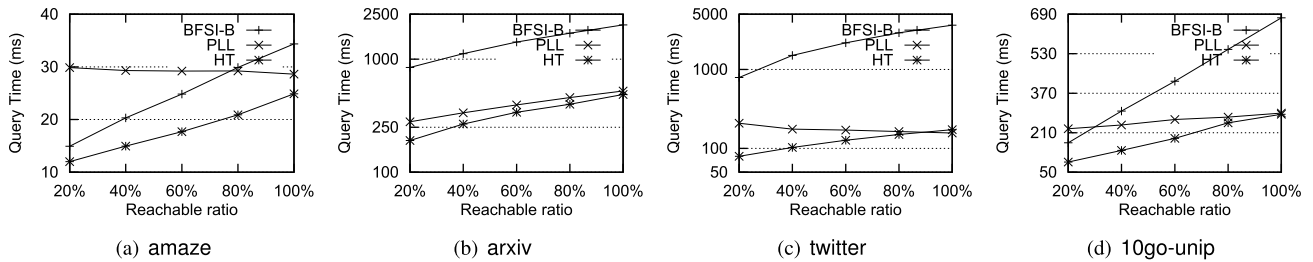 Query Time (ms)
40
30
20
10
BFSI-B
PLL
HT
20% 40% 60% 80% 100%
Reachable ratio
(a) amaze
Query Time (ms)
2500
1000
250
100
BFSI-B
PLL
HT
20% 40% 60% 80% 100%
Reachable ratio
(b) arxiv
Query Time (ms)
5000
1000
100
50
BFSI-B
PLL
HT
20% 40% 60% 80% 100%
Reachable ratio
(c) twitter
Query Time (ms)
690
530
370
210
50
BFSI-B
PLL
HT
20% 40% 60% 80% 100%
Reachable ratio
(d) 10go-unip